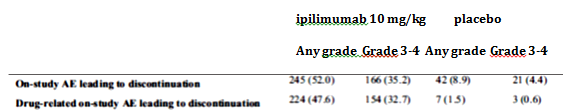 ipilimumab 10 mg/kg placebo
Any grade Grade 3-4 Any grade Grade 3-4
On-study AE leading to discontinuation 245 (52.0) 166 (35.2) 42 (8.9) 21 (4.4)
Drug-related on-study AE leading to discontinuation 224 (47.6) 154 (32.7) 7 (1.5) 3 (0.6)